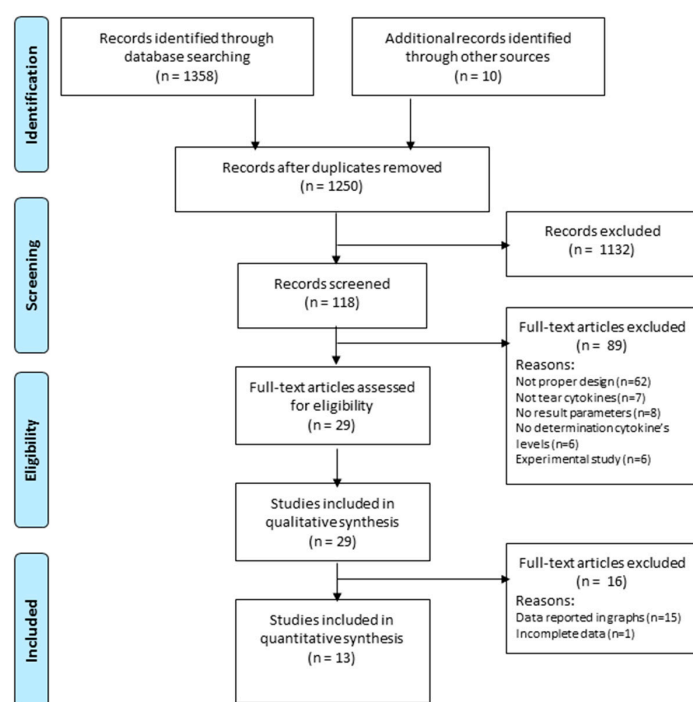 Identification
Records identified through
database searching
(n = 1358)
Additional records identified
through other sources
(n = 10)
Records after duplicates removed
(n = 1250)
Screening
Records excluded
(n = 1132)
Records screened
(n = 118)
Full-text articles excluded
(n = 89)
Reasons:
Not proper design (n=62)
Not tear cytokines (n=7)
No result parameters (n=8)
No determination cytokine's
levels (n=6)
Experimental study (n=6)
Eligibility
Full-text articles assessed
for eligibility
(n = 29)
Studies included in
qualitative synthesis
(n = 29)
Included
Full-text articles excluded
(n = 16)
Reasons:
Data reported in graphs (n=15)
Incomplete data (n=1)
Studies included in
quantitative synthesis
(n = 13)